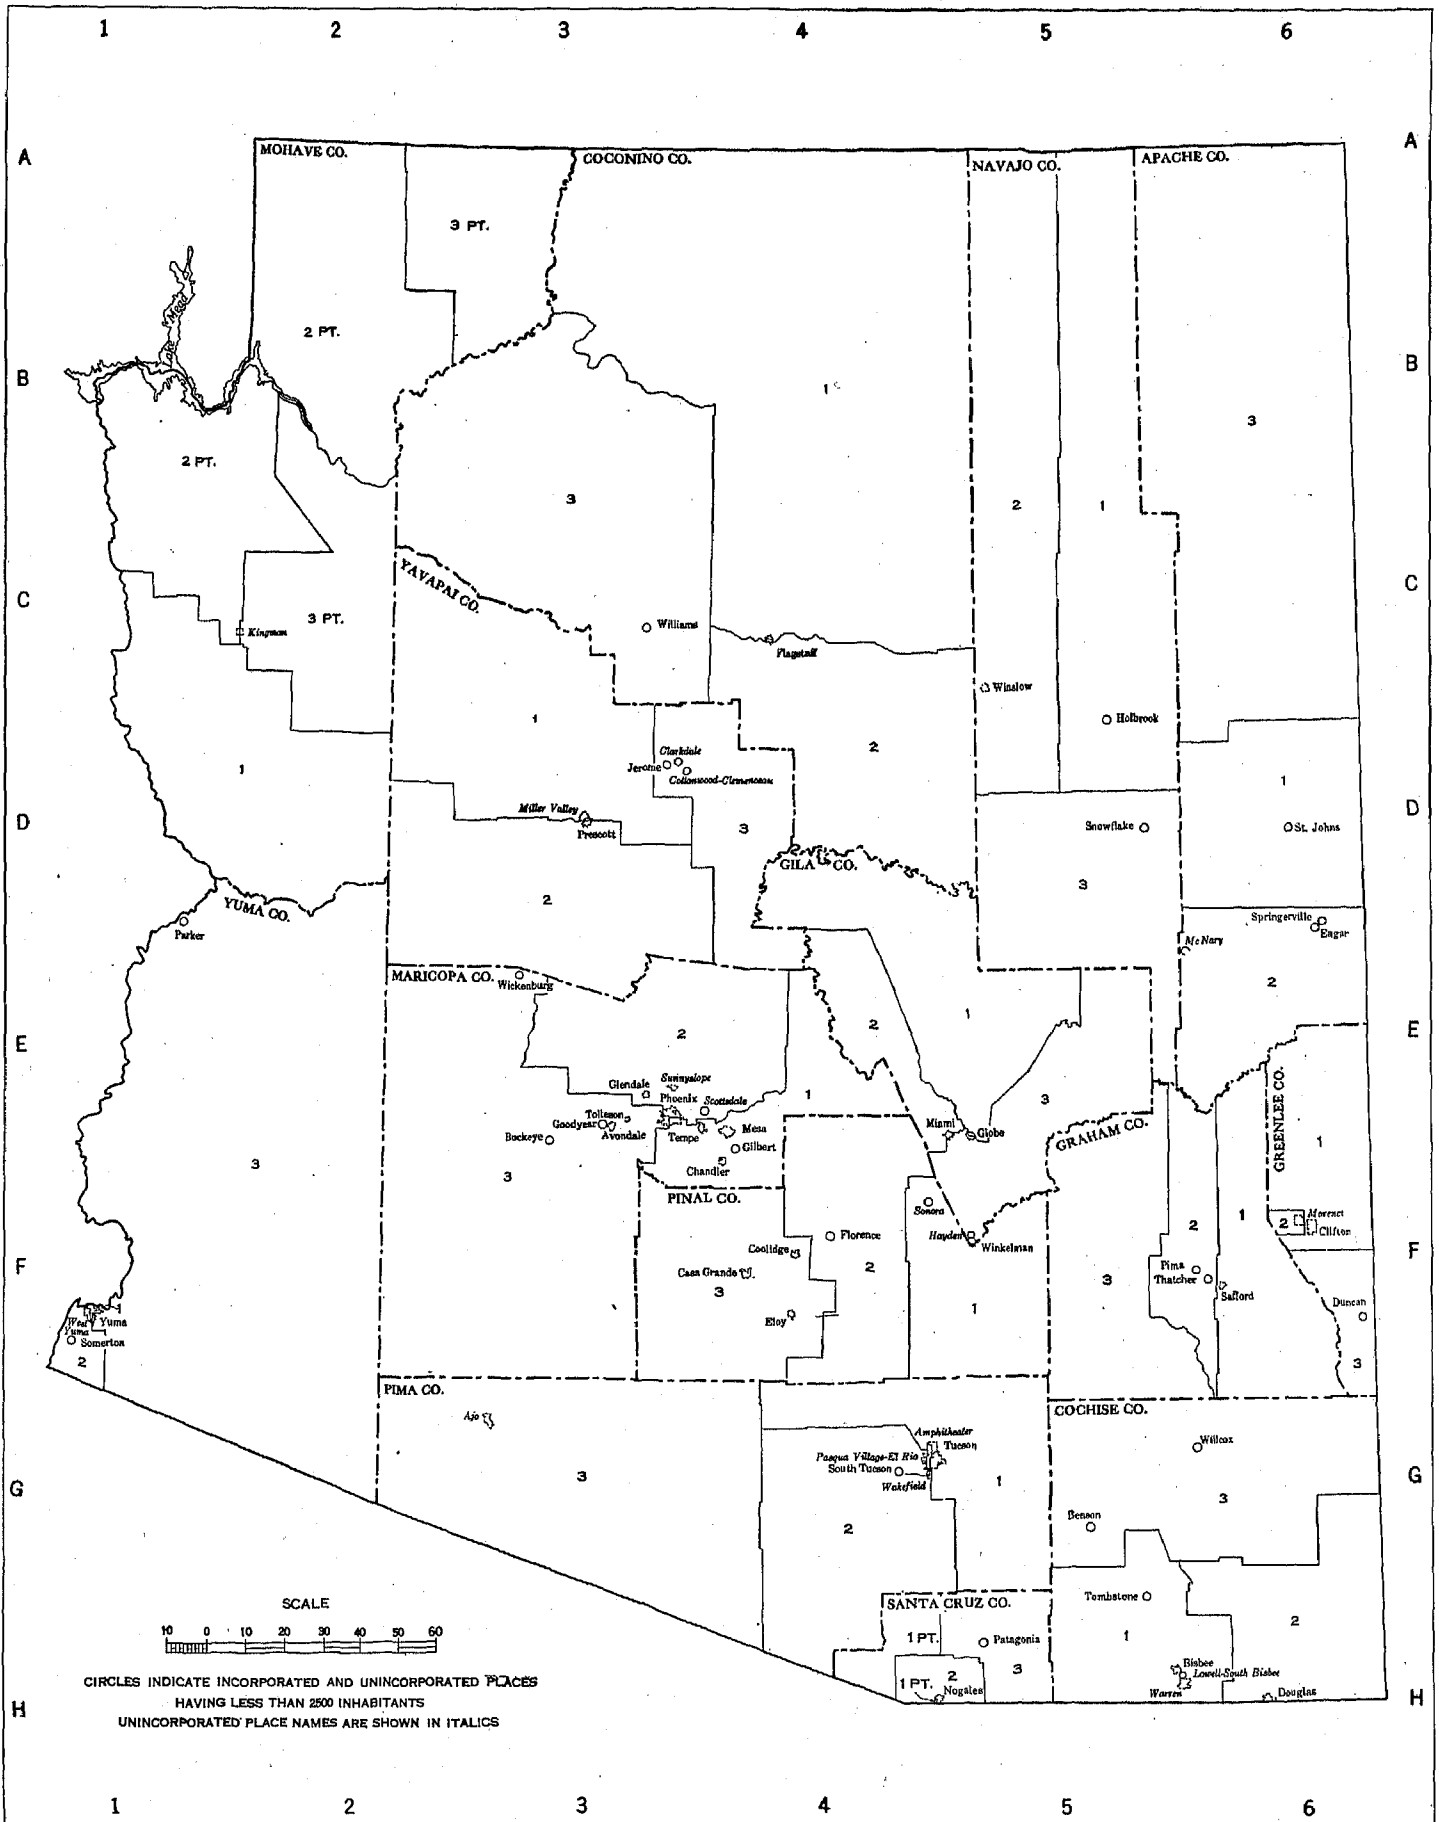 1 2 3 4 5 6
A A
MOHAVE CO.
COCONINO CO.
NAVAJO CO.
APACHE CO.
3 PT.
Lake Mead
2 PT.
B B
1
3
2 PT.
3
2
1
YAVAPAI CO.
C C
3 PT.
Kingman
Williams
Flagstaff
Winslow
Holbrook
1
2
1
1
Clarkdale
Jerome
Cottonwood-Clemenceau
D D
Miller Valley
Prescott
3
Snowflake
St. Johns
GILA CO.
3
3
2
YUMA CO.
Parker
Springerville
Eagar
McNary
MARICOPA CO.
Wickenburg
2
1
2
2
E E
Glendale
Sunnyslope
Phoenix
Scottsdale
1
3
Tolleson
Goodyear
Avondale
Buckeye
Tempe
Mesa
Gilbert
Chandler
Miami
Globe
GRAHAM CO.
GREENLEE CO.
1
3
3
PINAL CO.
Sonora
Florence
Hayden
Winkelman
1
2
2
Morenci
Clifton
F F
Coolidge
Casa Grande
3
2
Eloy
1
3
Pima
Thatcher
Safford
Duncan
1
West Yuma
Yuma
Somerton
2
3
PIMA CO.
COCHISE CO.
Ajo
Amphitheater
Tucson
Pasqua Village-El Rio
South Tucson
Wakefield
Willcox
G G
3
1
3
2
Benson
SANTA CRUZ CO.
Tombstone
2
1
1 PT.
Patagonia
3
2
1 PT.
Nogales
Bisbee
Lowell-South Bisbee
Warren
Douglas
SCALE
10 0 10 20 30 40 50 60
CIRCLES INDICATE INCORPORATED AND UNINCORPORATED PLACES
HAVING LESS THAN 2500 INHABITANTS
UNINCORPORATED PLACE NAMES ARE SHOWN IN ITALICS
H H
1 2 3 4 5 6